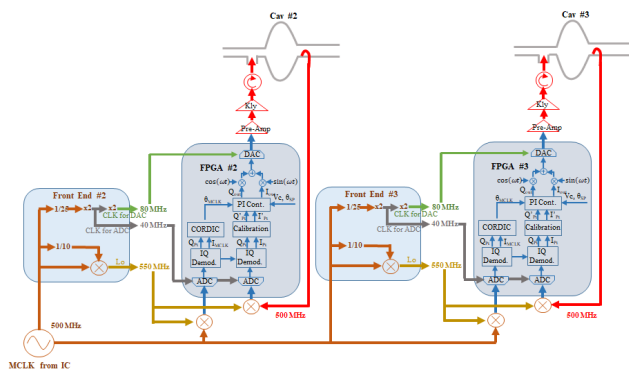 Cav #2
Cav #3
Kly
Kly
Pre-Amp
Pre-Amp
DAC
DAC
FPGA #2
FPGA #3
cos(ωt)
sin(ωt)
cos(ωt)
sin(ωt)
Front End #2
Front End #3
1/25
x2
x2
80 MHz
CLK for DAC
40 MHz
CLK for ADC
1/25
x2
x2
80 MHz
CLK for DAC
40 MHz
CLK for ADC
θMCLK
PI Cont.
θMCLK
PI Cont.
CORDIC
Calibration
CORDIC
Calibration
1/10
1/10
IQ
Demod.
IQ
Demod.
IQ
Demod.
IQ
Demod.
Lo
550 MHz
Lo
550 MHz
ADC
ADC
ADC
ADC
500 MHz
500 MHz
500 MHz
MCLK from IC